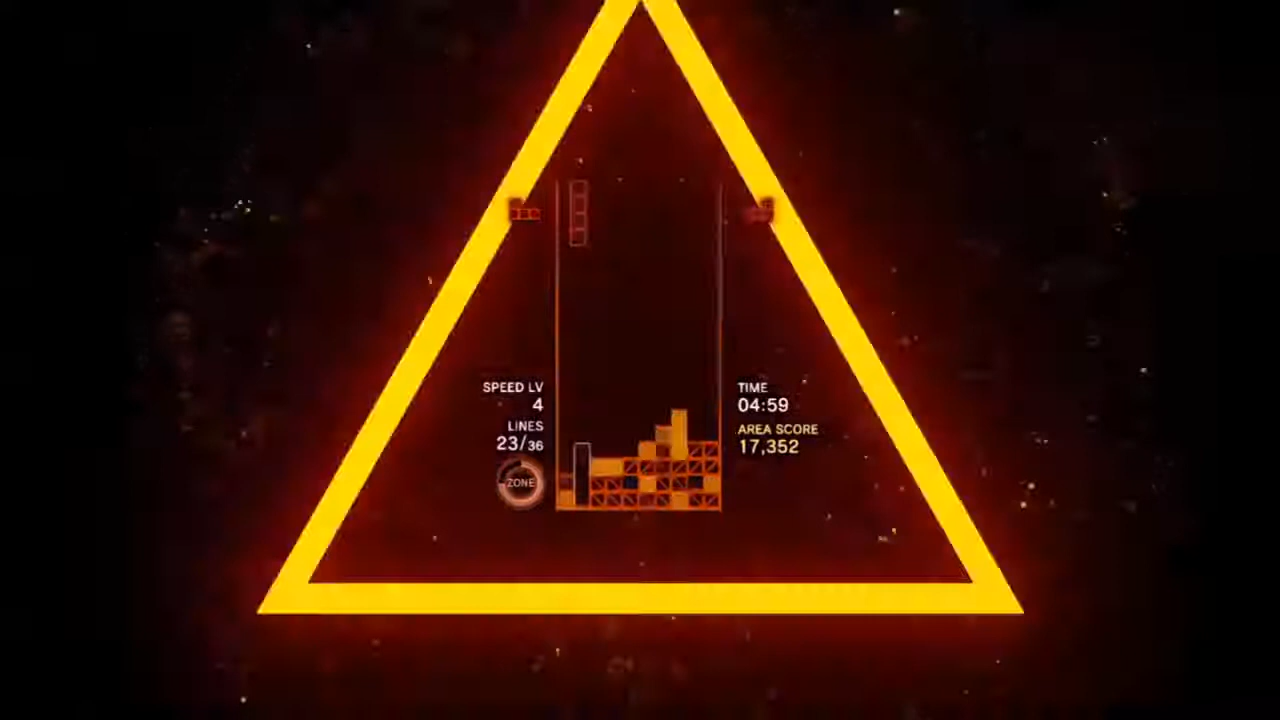 SPEED LV
4
LINES
23/36
ZONE
TIME
04:59
AREA SCORE
17,352